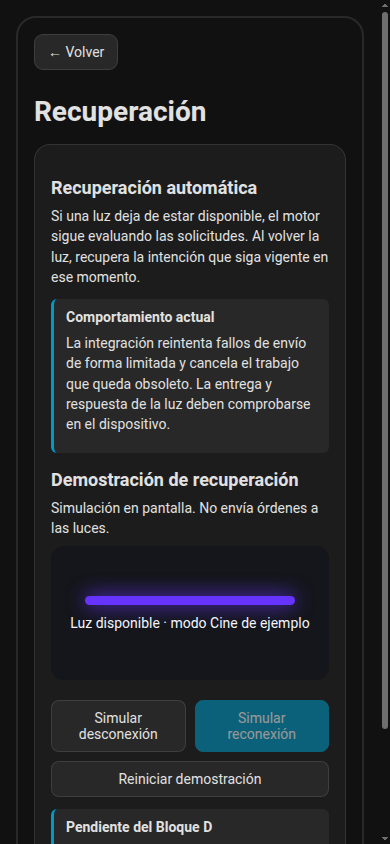 ← Volver
Recuperación
Recuperación automática
Si una luz deja de estar disponible, el motor
sigue evaluando las solicitudes. Al volver la
luz, recupera la intención que siga vigente en
ese momento.
Comportamiento actual
La integración reintenta fallos de envío
de forma limitada y cancela el trabajo
que queda obsoleto. La entrega y
respuesta de la luz deben comprobarse
en el dispositivo.
Demostración de recuperación
Simulación en pantalla. No envía órdenes a
las luces.
Luz disponible · modo Cine de ejemplo
Simular
desconexión
Simular
reconexión
Reiniciar demostración
Pendiente del Bloque D